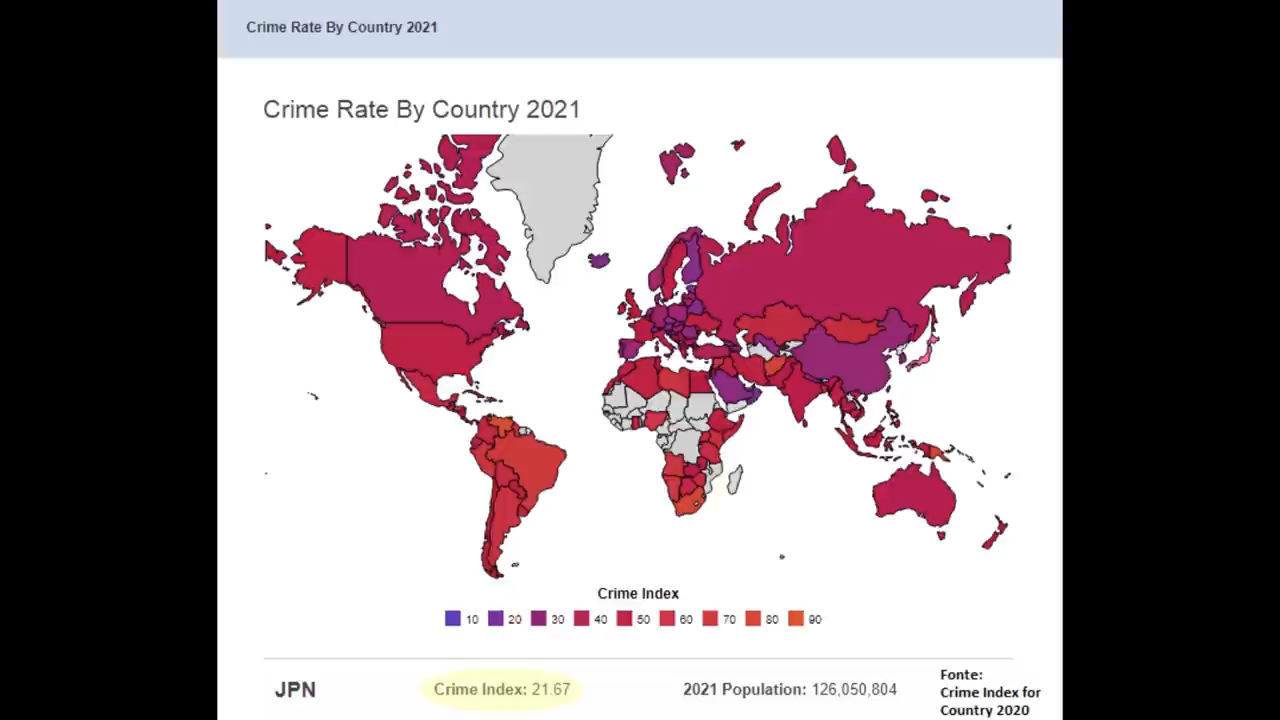 Crime Rate By Country 2021
Crime Rate By Country 2021
Crime Index
10 20 30 40 50 60 70 80 90
JPN
Crime Index: 21.67
2021 Population: 126,050,804
Fonte:
Crime Index for
Country 2020